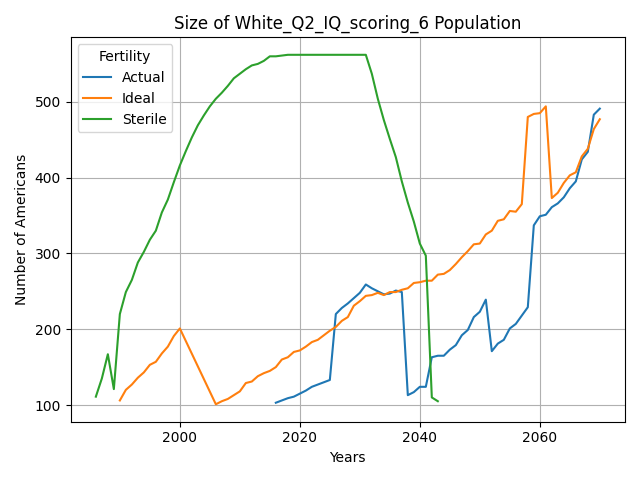 Size of White_Q2_IQ_scoring_6 Population
Fertility
Actual
Ideal
Sterile
Number of Americans
500
400
300
200
100
2000
2020
2040
2060
Years